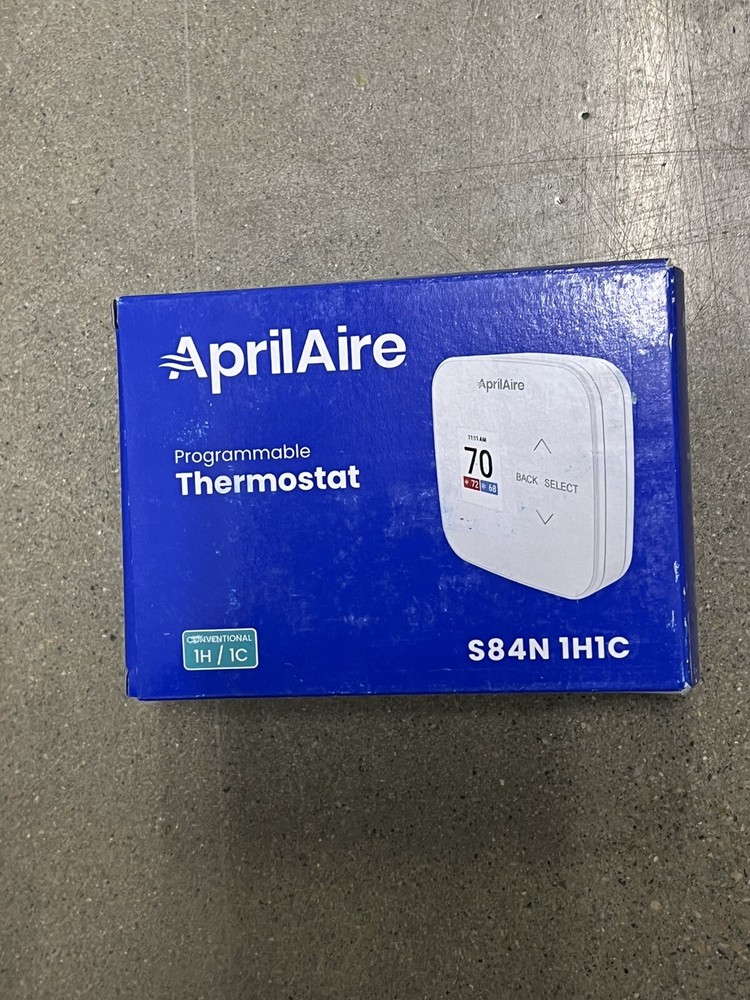 AprilAire
Programmable
Thermostat
CONVENTIONAL
1H / 1C
AprilAire
11:11 AM
70
72 68
BACK SELECT
S84N 1H1C